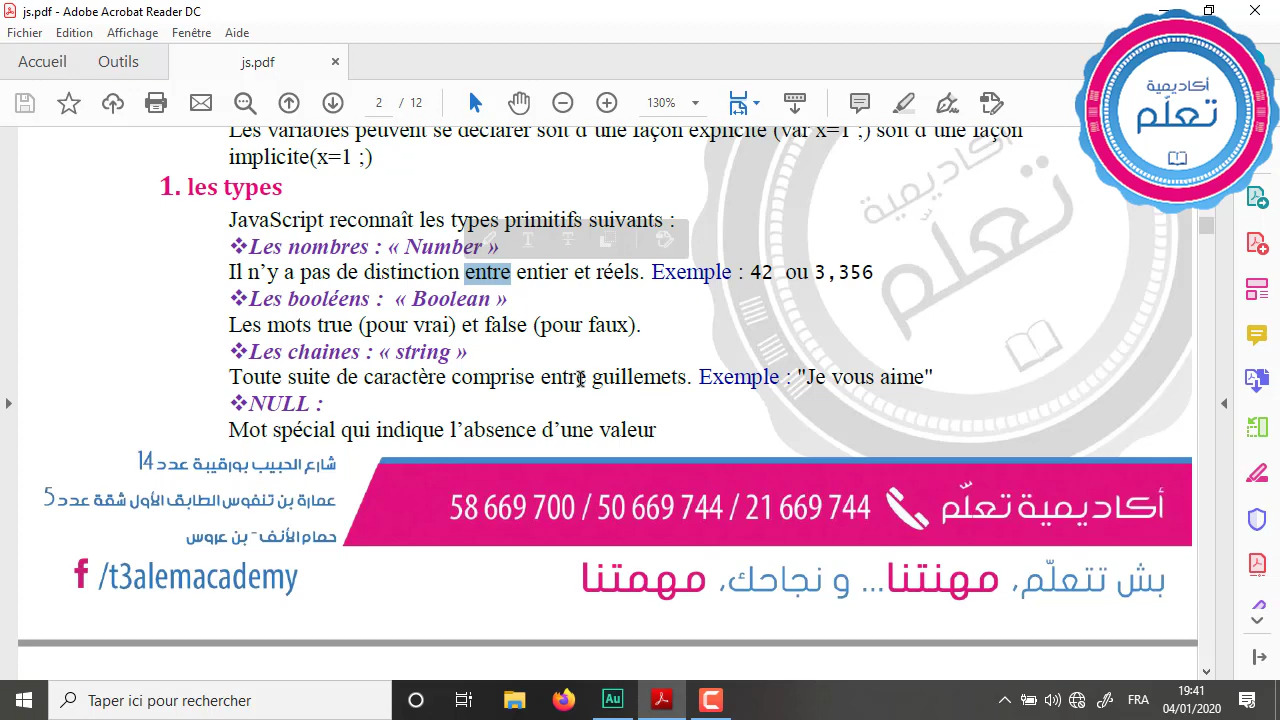 js.pdf - Adobe Acrobat Reader DC
Fichier Edition Affichage Fenêtre Aide
Accueil Outils js.pdf ×
2 / 12 130%
Les variables peuvent se déclarer soit d'une façon explicite (var x=1 ;) soit d'une façon
implicite(x=1 ;)
1. les types
JavaScript reconnaît les types primitifs suivants :
❖Les nombres : « Number »
Il n'y a pas de distinction entre entier et réels. Exemple : 42 ou 3,356
❖Les booléens : « Boolean »
Les mots true (pour vrai) et false (pour faux).
❖Les chaines : « string »
Toute suite de caractère comprise entre guillemets. Exemple : "Je vous aime"
❖NULL :
Mot spécial qui indique l'absence d'une valeur
أكاديمية
تعلّم
أكاديمية
تعلّم
شارع الحبيب بورقيبة عدد 14
عمارة بن تنفوس الطابق الأول شقة عدد 5
حمام الأنف - بن عروس
58 669 700 / 50 669 744 / 21 669 744 أكاديمية تعلّم
f /t3alemacademy
بش تتعلّم، مهنتنا... و نجاحك، مهمتنا
Taper ici pour rechercher
Au
FRA
19:41
04/01/2020